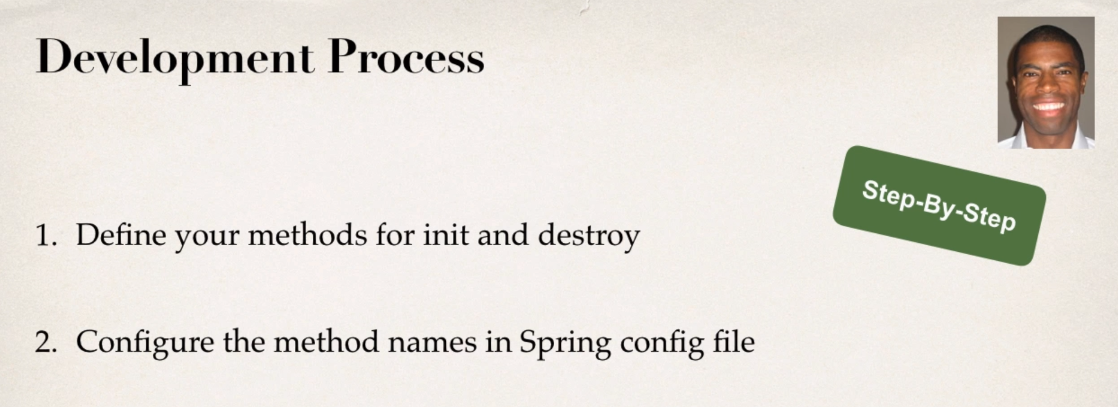 Development Process
Step-By-Step
1. Define your methods for init and destroy
2. Configure the method names in Spring config file